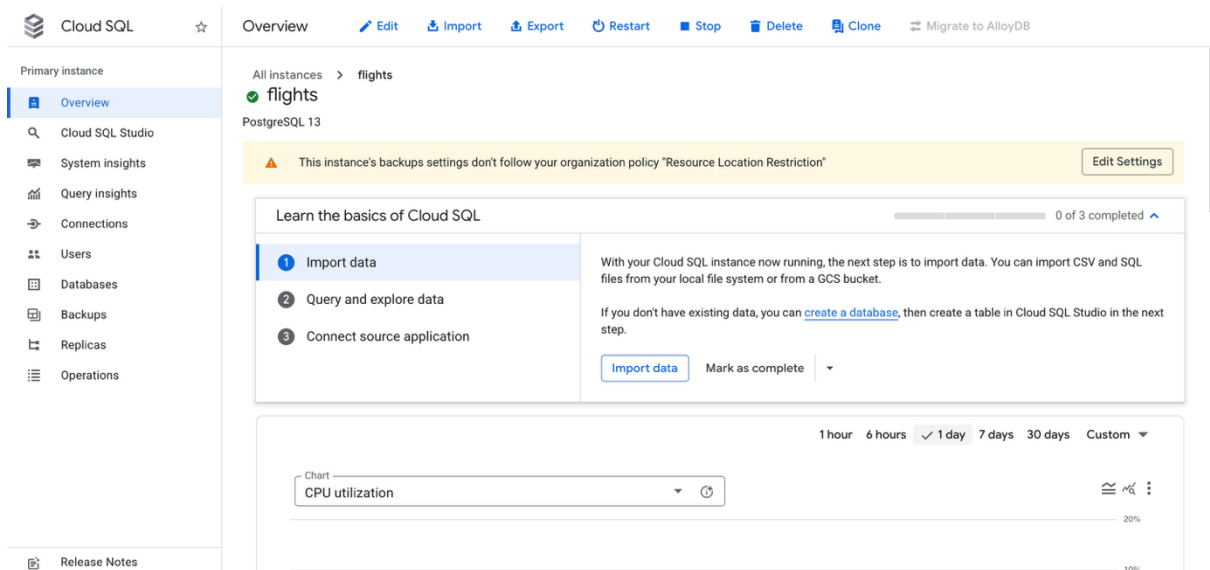 Cloud SQL
Overview
Edit
Import
Export
Restart
Stop
Delete
Clone
Migrate to AlloyDB
Primary instance
Overview
Cloud SQL Studio
System insights
Query insights
Connections
Users
Databases
Backups
Replicas
Operations
Release Notes
All instances > flights
flights
PostgreSQL 13
This instance's backups settings don't follow your organization policy "Resource Location Restriction"
Edit Settings
Learn the basics of Cloud SQL
0 of 3 completed
1 Import data
2 Query and explore data
3 Connect source application
With your Cloud SQL instance now running, the next step is to import data. You can import CSV and SQL
files from your local file system or from a GCS bucket.
If you don't have existing data, you can create a database, then create a table in Cloud SQL Studio in the next
step.
Import data
Mark as complete
1 hour
6 hours
1 day
7 days
30 days
Custom
Chart
CPU utilization
20%
10%